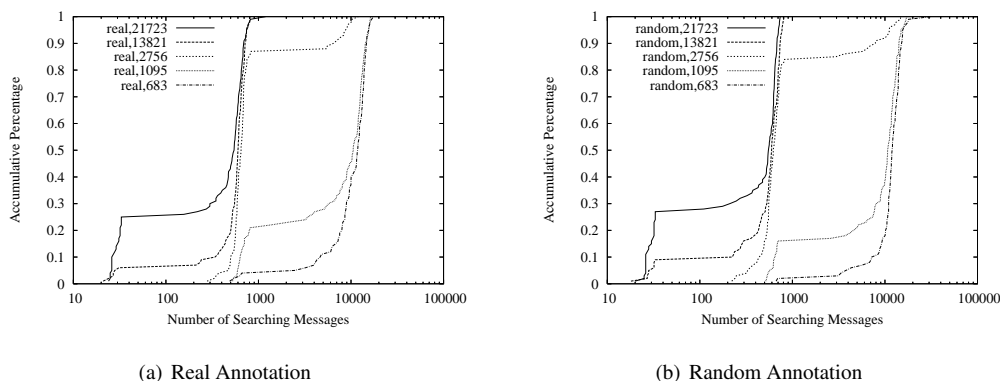 1
0.9
0.8
0.7
0.6
0.5
0.4
0.3
0.2
0.1
0
Accumulative Percentage
real,21723
real,13821
real,2756
real,1095
real,683
10 100 1000 10000 100000
Number of Searching Messages
(a) Real Annotation
1
0.9
0.8
0.7
0.6
0.5
0.4
0.3
0.2
0.1
0
Accumulative Percentage
random,21723
random,13821
random,2756
random,1095
random,683
10 100 1000 10000 100000
Number of Searching Messages
(b) Random Annotation